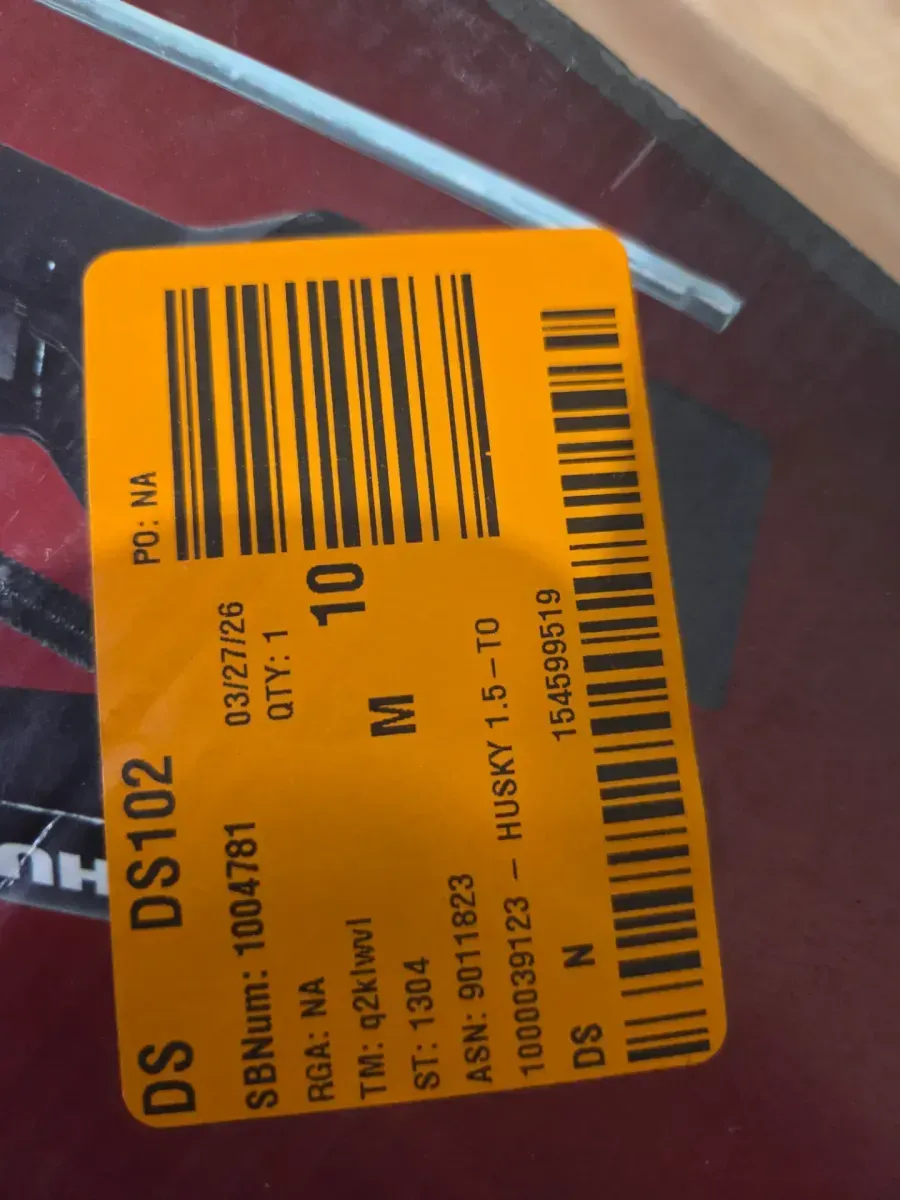 DS DS102 PO: NA
SBNum: 1004781 03/27/26
RGA: NA QTY: 1
TM: q2klwvl 10
ST: 1304 M
ASN: 9011823
1000039123 - HUSKY 1.5-TO
DS N 154599519
HU